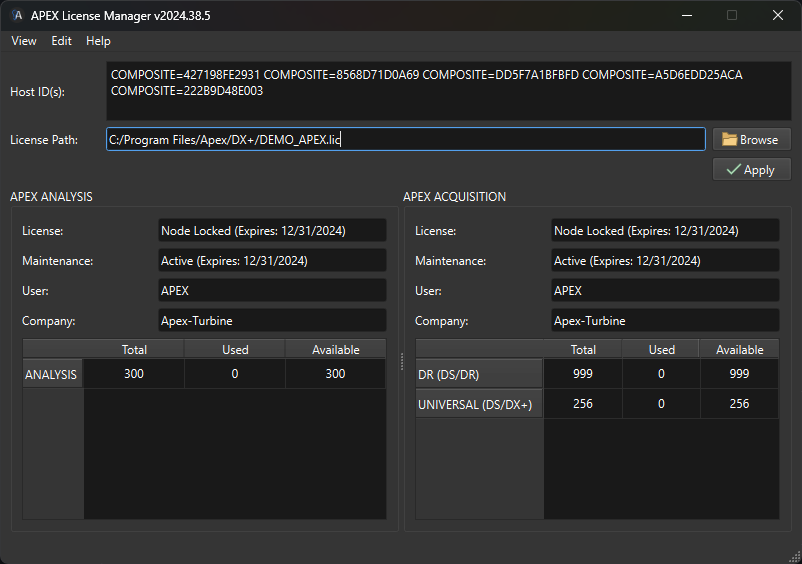 A APEX License Manager v2024.38.5
View Edit Help
Host ID(s):
COMPOSITE=427198FE2931 COMPOSITE=8568D71D0A69 COMPOSITE=DD5F7A1BFBFD COMPOSITE=A5D6EDD25ACA
COMPOSITE=222B9D48E003
License Path: C:/Program Files/Apex/DX+/DEMO_APEX.lic Browse
Apply
APEX ANALYSIS
License: Node Locked (Expires: 12/31/2024)
Maintenance: Active (Expires: 12/31/2024)
User: APEX
Company: Apex-Turbine
Total Used Available
ANALYSIS 300 0 300
APEX ACQUISITION
License: Node Locked (Expires: 12/31/2024)
Maintenance: Active (Expires: 12/31/2024)
User: APEX
Company: Apex-Turbine
Total Used Available
DR (DS/DR) 999 0 999
UNIVERSAL (DS/DX+) 256 0 256